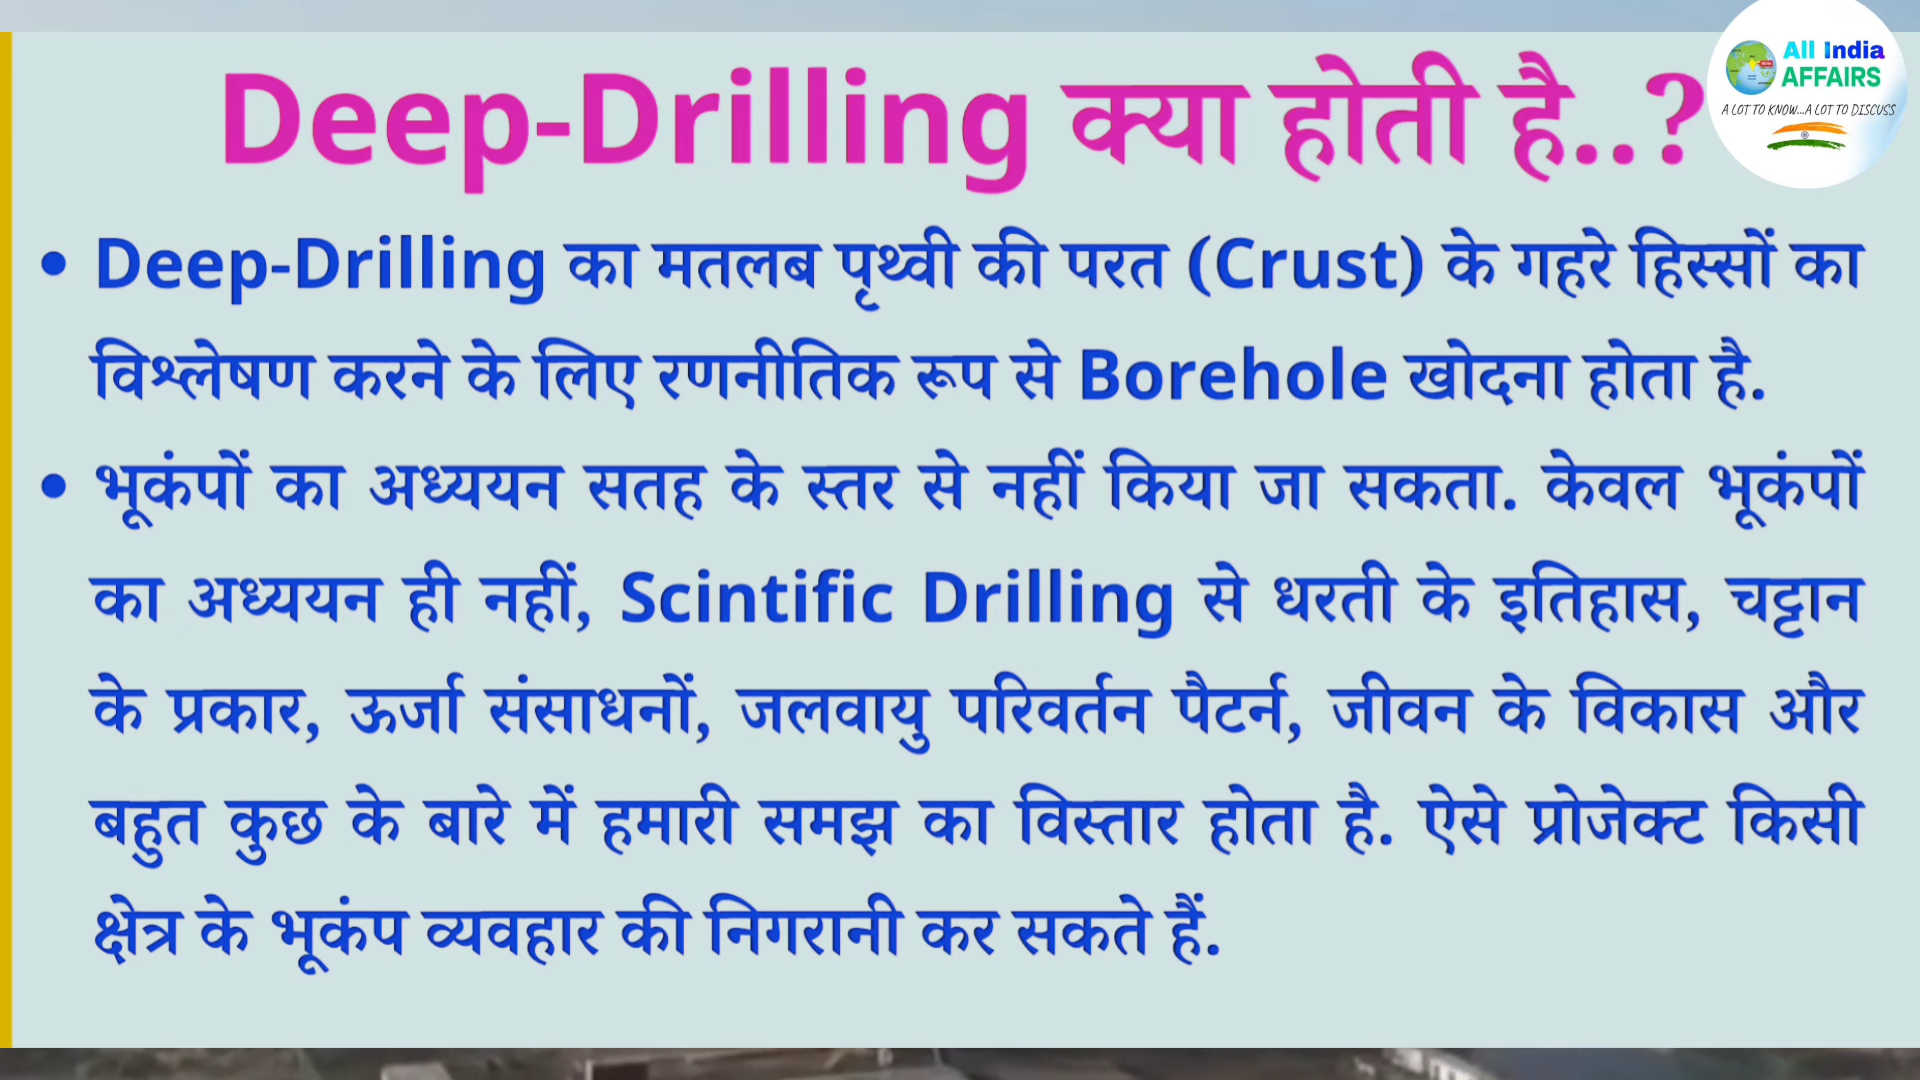 Deep-Drilling क्या होती है..?
All India
AFFAIRS
A LOT TO KNOW...A LOT TO DISCUSS
• Deep-Drilling का मतलब पृथ्वी की परत (Crust) के गहरे हिस्सों का
विश्लेषण करने के लिए रणनीतिक रूप से Borehole खोदना होता है.
• भूकंपों का अध्ययन सतह के स्तर से नहीं किया जा सकता. केवल भूकंपों
का अध्ययन ही नहीं, Scintific Drilling से धरती के इतिहास, चट्टान
के प्रकार, ऊर्जा संसाधनों, जलवायु परिवर्तन पैटर्न, जीवन के विकास और
बहुत कुछ के बारे में हमारी समझ का विस्तार होता है. ऐसे प्रोजेक्ट किसी
क्षेत्र के भूकंप व्यवहार की निगरानी कर सकते हैं.